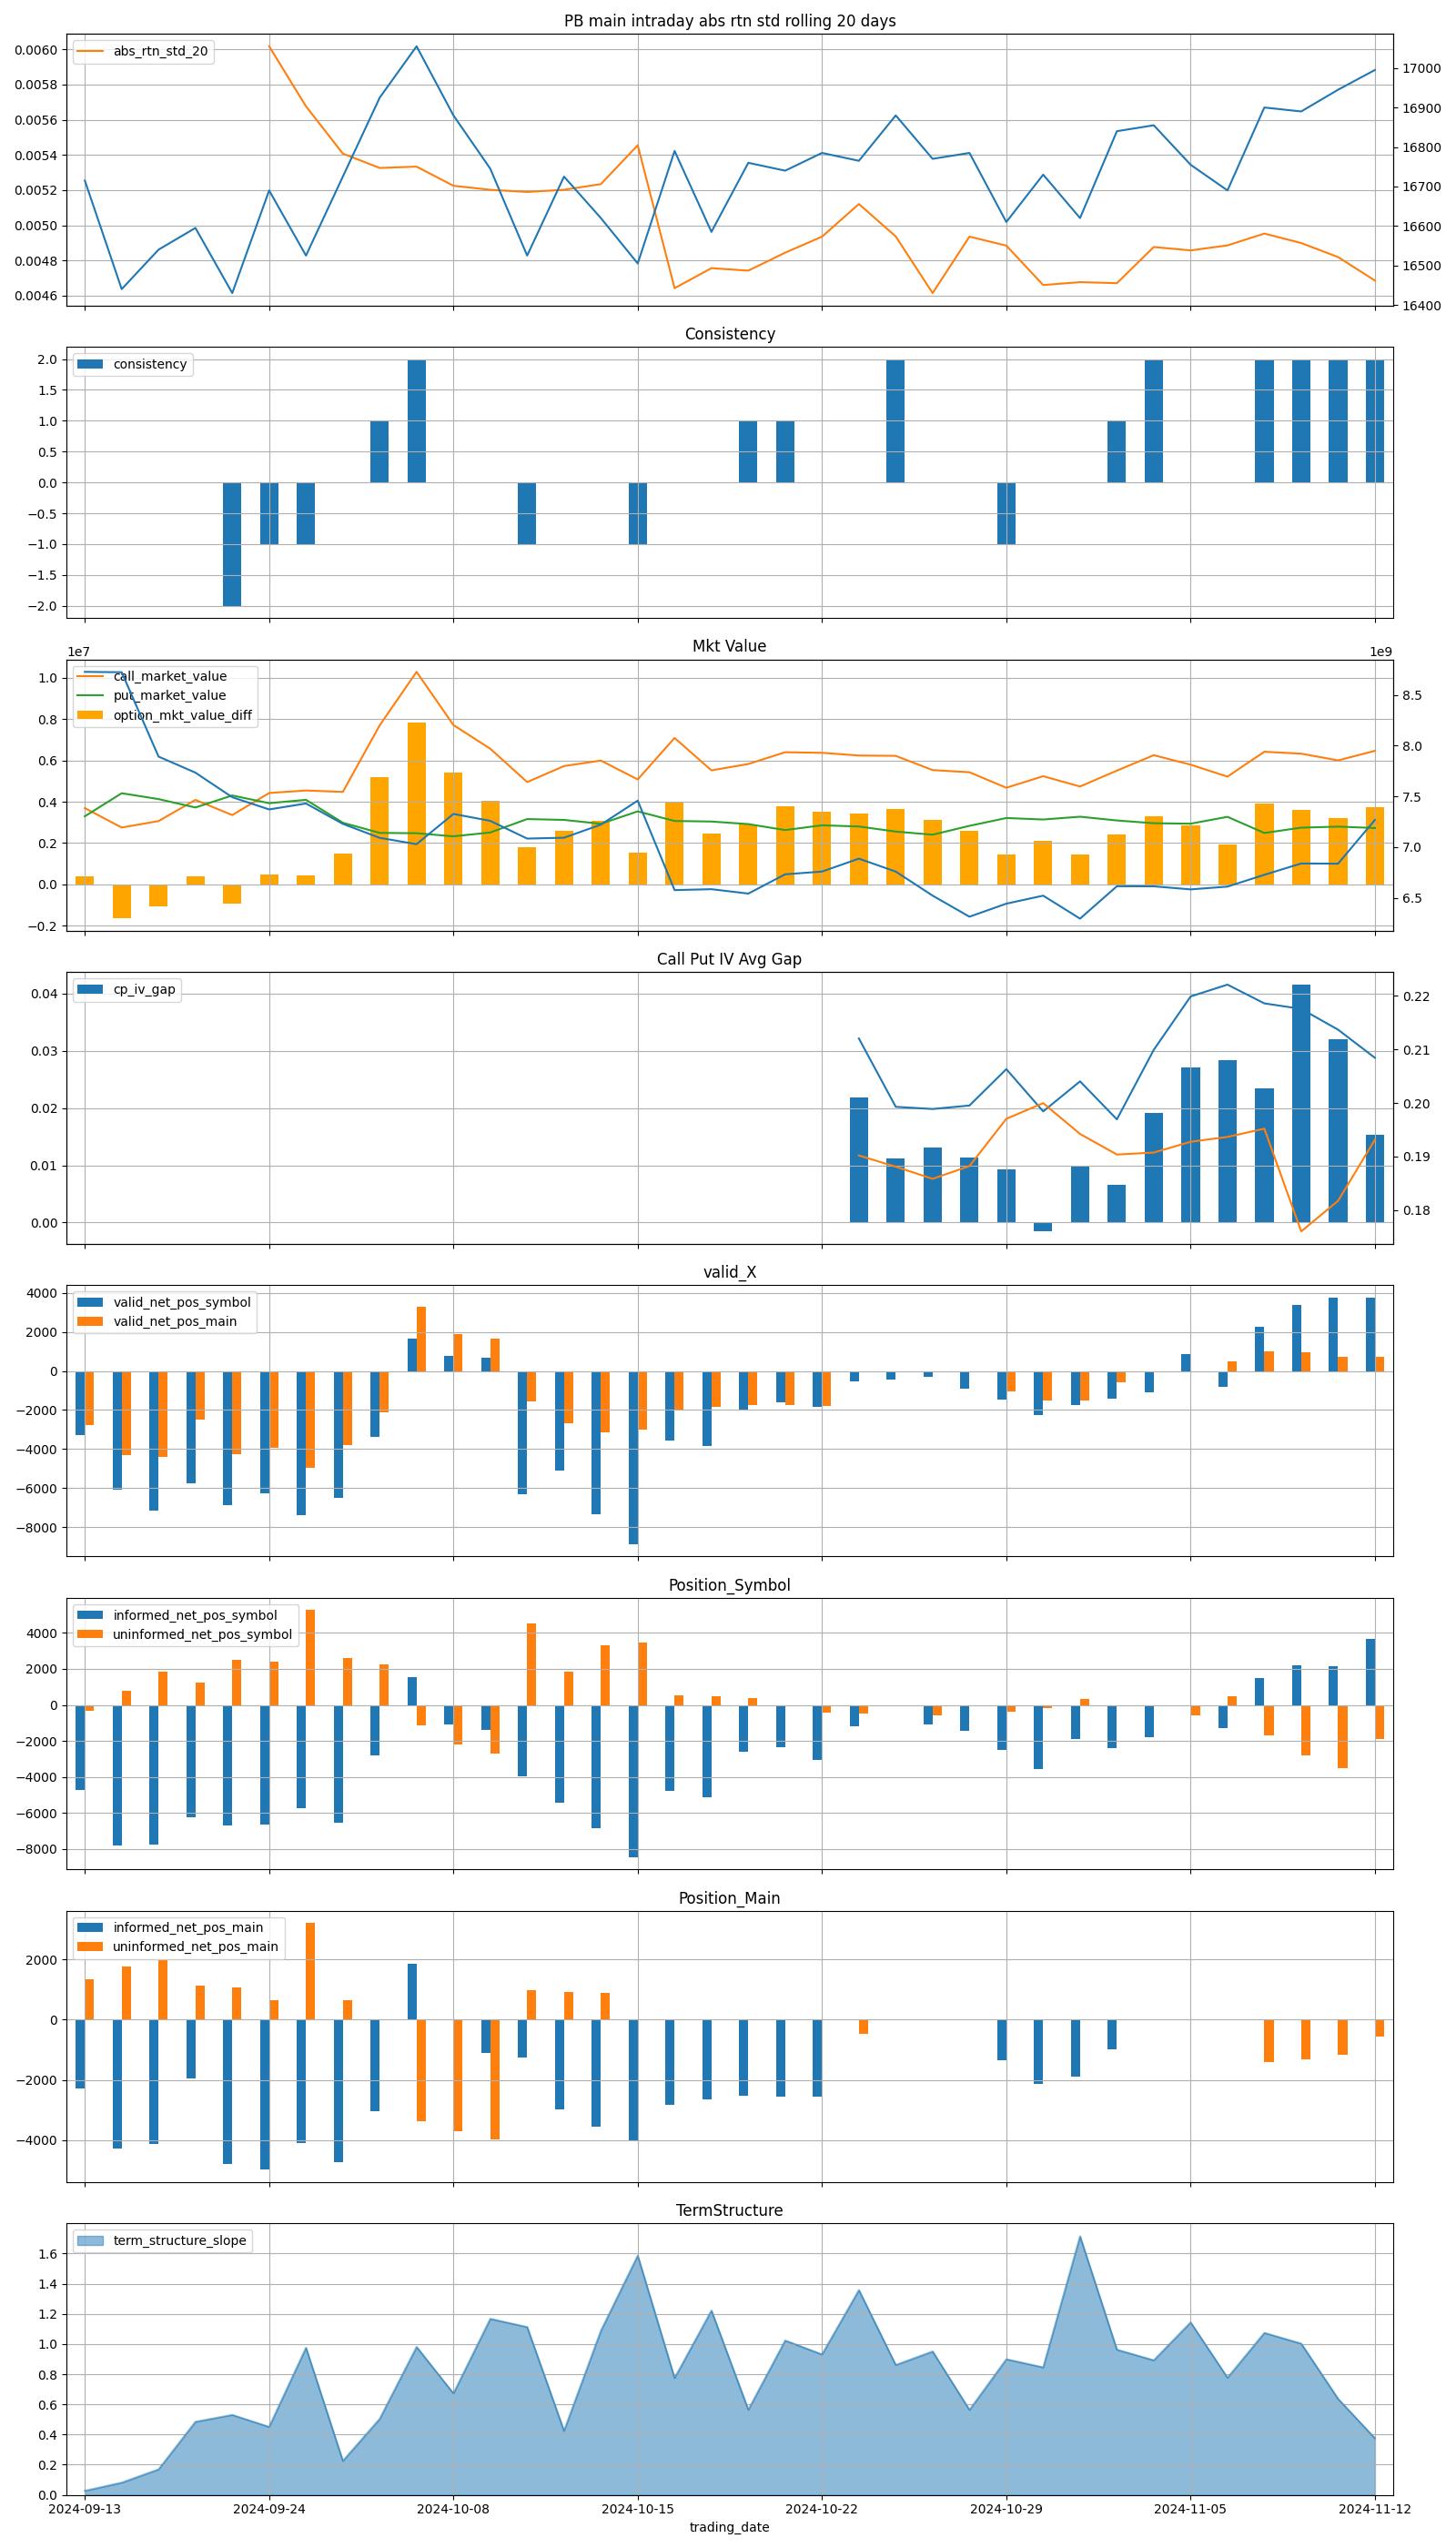 PB main intraday abs rtn std rolling 20 days
abs_rtn_std_20
0.0060
0.0058
0.0056
0.0054
0.0052
0.0050
0.0048
0.0046
17000
16900
16800
16700
16600
16500
16400
Consistency
consistency
2.0
1.5
1.0
0.5
0.0
−0.5
−1.0
−1.5
−2.0
Mkt Value
1e7
1e9
call_market_value
put_market_value
option_mkt_value_diff
1.0
0.8
0.6
0.4
0.2
0.0
−0.2
8.5
8.0
7.5
7.0
6.5
Call Put IV Avg Gap
cp_iv_gap
0.04
0.03
0.02
0.01
0.00
0.22
0.21
0.20
0.19
0.18
valid_X
valid_net_pos_symbol
valid_net_pos_main
4000
2000
0
−2000
−4000
−6000
−8000
Position_Symbol
informed_net_pos_symbol
uninformed_net_pos_symbol
4000
2000
0
−2000
−4000
−6000
−8000
Position_Main
informed_net_pos_main
uninformed_net_pos_main
2000
0
−2000
−4000
TermStructure
term_structure_slope
1.6
1.4
1.2
1.0
0.8
0.6
0.4
0.2
0.0
2024-09-13 2024-09-24 2024-10-08 2024-10-15 2024-10-22 2024-10-29 2024-11-05 2024-11-12
trading_date